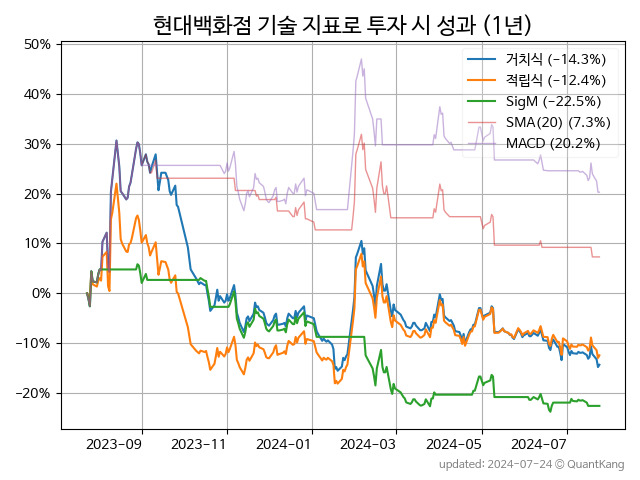 현대백화점 기술 지표로 투자 시 성과 (1년)
50%
40%
30%
20%
10%
0%
−10%
−20%
거치식 (−14.3%)
적립식 (−12.4%)
SigM (−22.5%)
SMA(20) (7.3%)
MACD (20.2%)
2023-09
2023-11
2024-01
2024-03
2024-05
2024-07
updated: 2024-07-24 © QuantKang